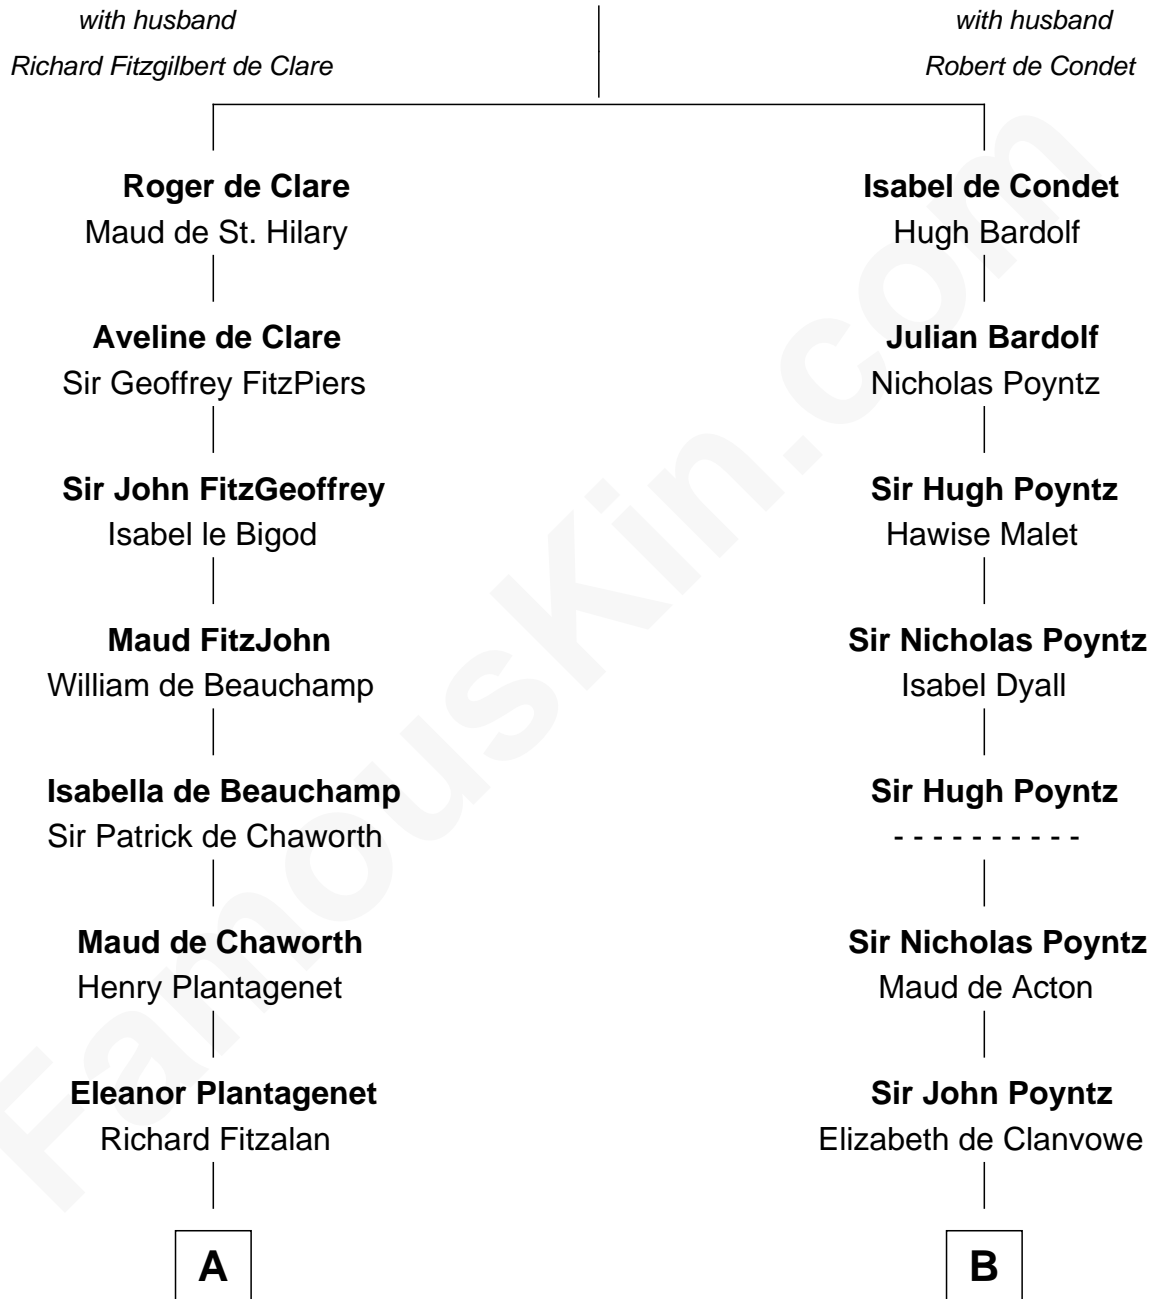 with husband
Richard Fitzgilbert de Clare
with husband
Robert de Condet
Roger de Clare
Maud de St. Hilary
Isabel de Condet
Hugh Bardolf
Aveline de Clare
Sir Geoffrey FitzPiers
Julian Bardolf
Nicholas Poyntz
Sir John FitzGeoffrey
Isabel le Bigod
Sir Hugh Poyntz
Hawise Malet
Maud FitzJohn
William de Beauchamp
Sir Nicholas Poyntz
Isabel Dyall
Isabella de Beauchamp
Sir Patrick de Chaworth
Sir Hugh Poyntz
- - - - - - - - - -
Maud de Chaworth
Henry Plantagenet
Sir Nicholas Poyntz
Maud de Acton
Eleanor Plantagenet
Richard Fitzalan
Sir John Poyntz
Elizabeth de Clanvowe
A
B
FamousKin.com